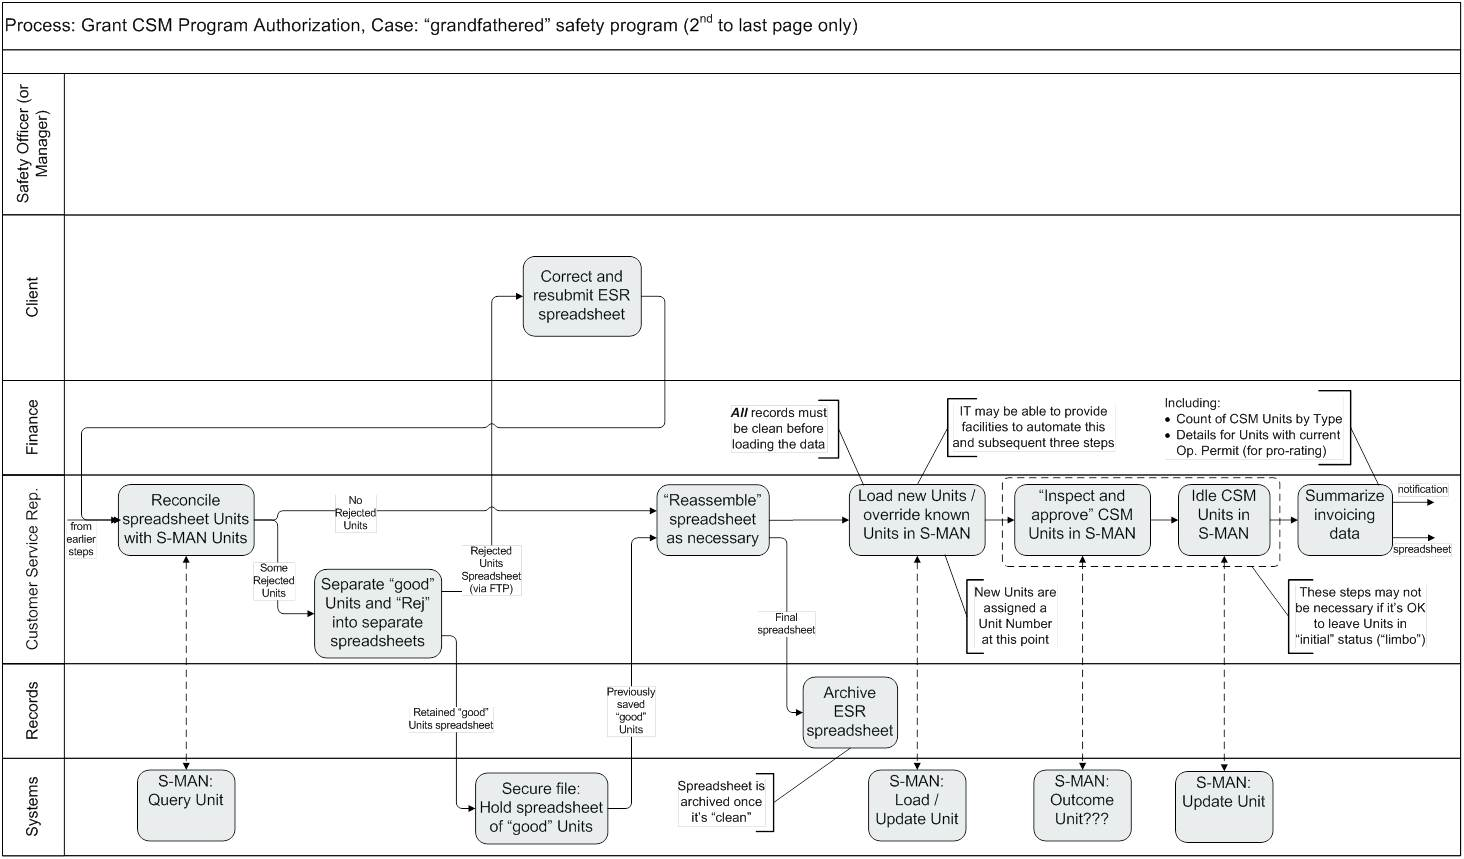 Process: Grant CSM Program Authorization, Case: “grandfathered” safety program (2nd to last page only)
Safety Officer (or
Manager)
Client
Correct and
resubmit ESR
spreadsheet
Finance
All records must
be clean before
loading the data
IT may be able to provide
facilities to automate this
and subsequent three steps
Including:
• Count of CSM Units by Type
• Details for Units with current
Op. Permit (for pro-rating)
Customer Service Rep.
from
earlier
steps
Reconcile
spreadsheet Units
with S-MAN Units
No
Rejected
Units
Some
Rejected
Units
Separate “good”
Units and “Rej”
into separate
spreadsheets
Rejected
Units
Spreadsheet
(via FTP)
“Reassemble”
spreadsheet
as necessary
Final
spreadsheet
Load new Units /
override known
Units in S-MAN
New Units are
assigned a
Unit Number
at this point
“Inspect and
approve” CSM
Units in S-MAN
Idle CSM
Units in
S-MAN
These steps may not
be necessary if it’s OK
to leave Units in
“initial” status (“limbo”)
Summarize
invoicing
data
notification
spreadsheet
Records
Retained “good”
Units spreadsheet
Previously
saved
“good”
Units
Archive
ESR
spreadsheet
Systems
S-MAN:
Query Unit
Secure file:
Hold spreadsheet
of “good” Units
Spreadsheet is
archived once
it’s “clean”
S-MAN:
Load /
Update Unit
S-MAN:
Outcome
Unit???
S-MAN:
Update Unit